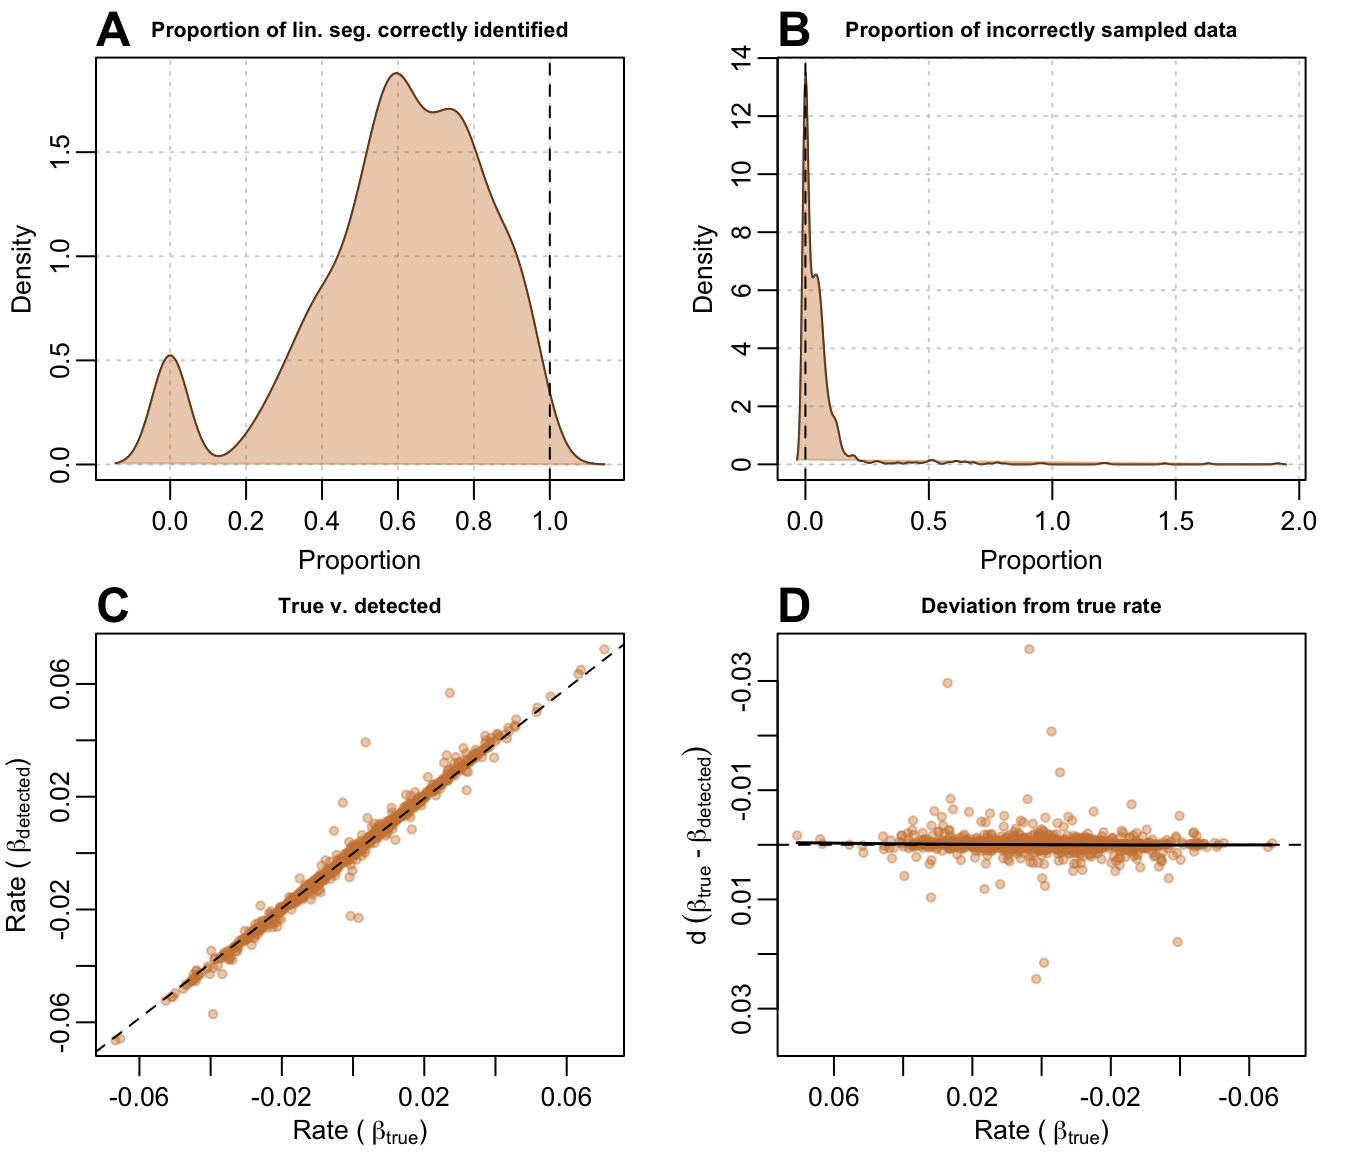 A Proportion of lin. seg. correctly identified
Density
0.0 0.5 1.0 1.5
0.0 0.2 0.4 0.6 0.8 1.0
Proportion
B Proportion of incorrectly sampled data
Density
0 2 4 6 8 10 12 14
0.0 0.5 1.0 1.5 2.0
Proportion
C True v. detected
Rate ( βdetected)
-0.06 -0.02 0.02 0.06
-0.06 -0.02 0.02 0.06
Rate ( βtrue)
D Deviation from true rate
d (βtrue - βdetected)
0.03 0.01 -0.01 -0.03
0.06 0.02 -0.02 -0.06
Rate ( βtrue)